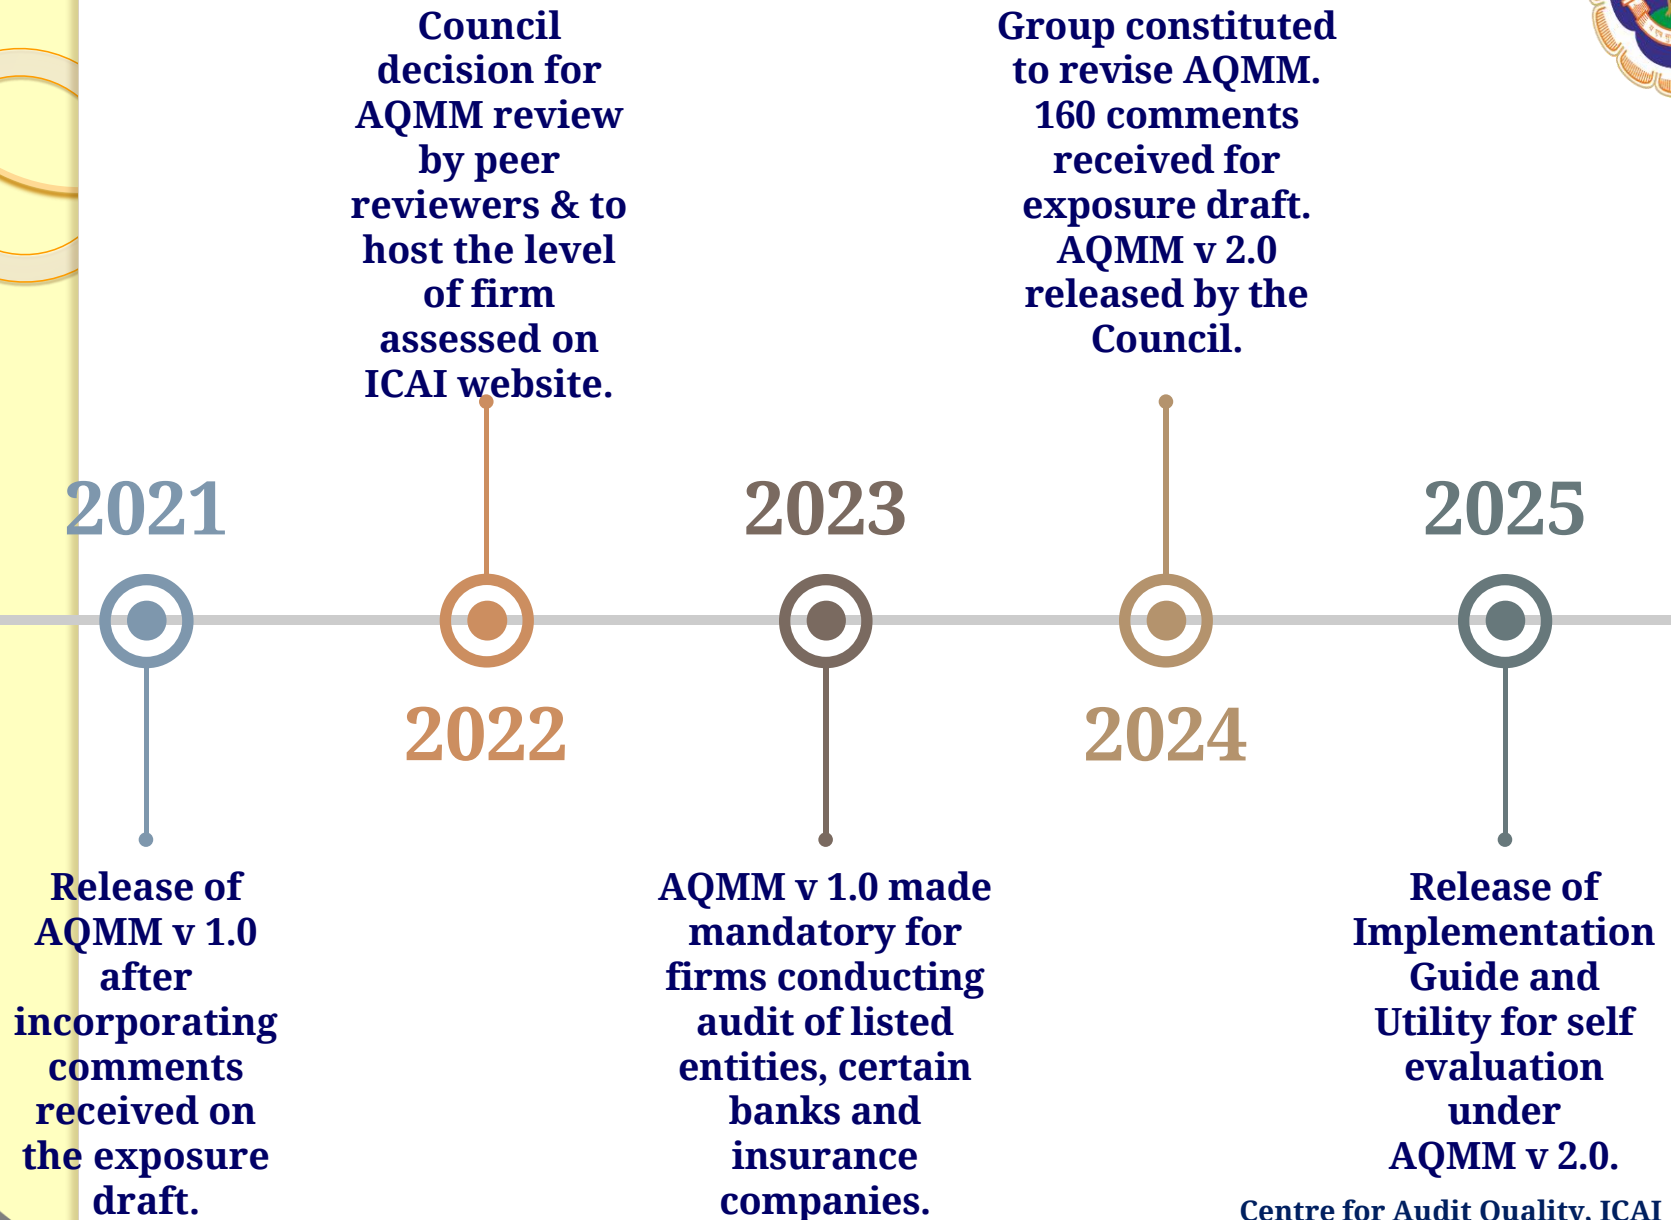 Council
decision for
AQMM review
by peer
reviewers & to
host the level
of firm
assessed on
ICAI website.
Group constituted
to revise AQMM.
160 comments
received for
exposure draft.
AQMM v 2.0
released by the
Council.
2021
2023
2025
2022
2024
Release of
AQMM v 1.0
after
incorporating
comments
received on
the exposure
draft.
AQMM v 1.0 made
mandatory for
firms conducting
audit of listed
entities, certain
banks and
insurance
companies.
Release of
Implementation
Guide and
Utility for self
evaluation
under
AQMM v 2.0.
Centre for Audit Quality, ICAI